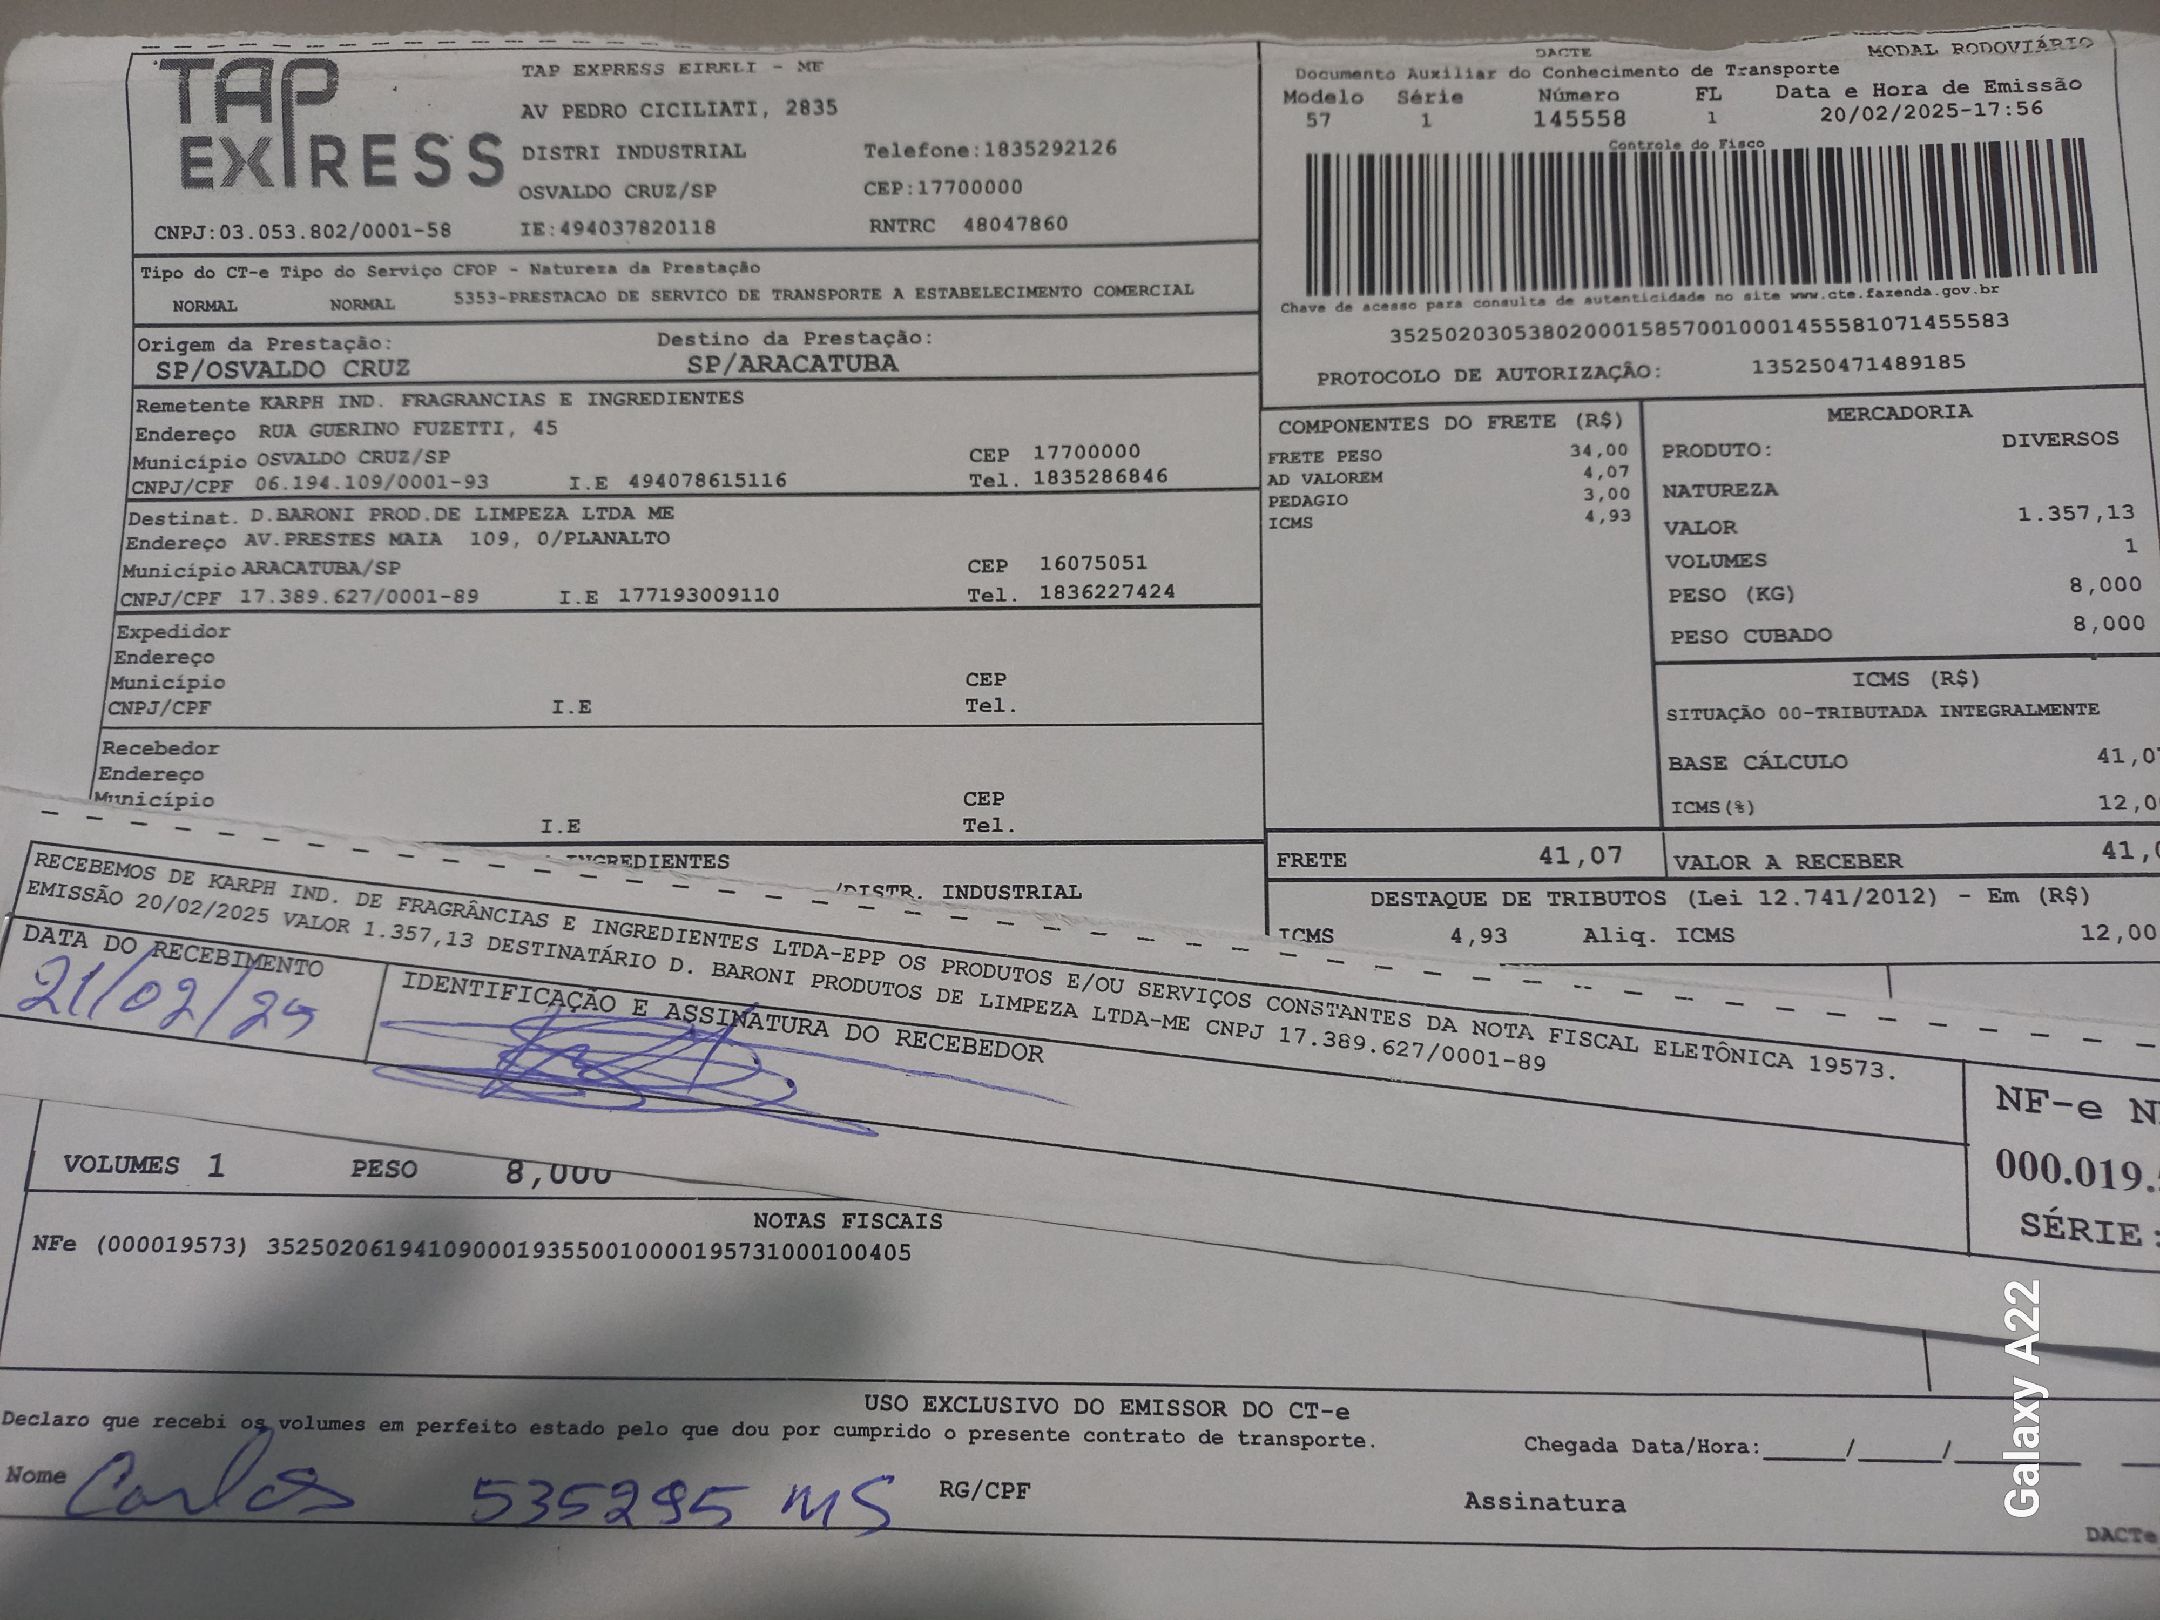 TAP EXPRESS
TAP EXPRESS EIRELI - ME
AV PEDRO CICILIATI, 2835
DISTRI INDUSTRIAL Telefone:1835292126
OSVALDO CRUZ/SP CEP:17700000
CNPJ:03.053.802/0001-58 IE:494037820118 RNTRC 48047860
DACTE MODAL RODOVIÁRIO
Documento Auxiliar do Conhecimento de Transporte
Modelo Série Número FL Data e Hora de Emissão
57 1 145558 1 20/02/2025-17:56
Controle do Fisco
Chave de acesso para consulta de autenticidade no site www.cte.fazenda.gov.br
35250203053802000158570010001455581071455583
PROTOCOLO DE AUTORIZAÇÃO: 135250471489185
Tipo do CT-e Tipo do Serviço CFOP - Natureza da Prestação
NORMAL NORMAL 5353-PRESTACAO DE SERVICO DE TRANSPORTE A ESTABELECIMENTO COMERCIAL
Origem da Prestação: Destino da Prestação:
SP/OSVALDO CRUZ SP/ARACATUBA
Remetente KARPH IND. FRAGRANCIAS E INGREDIENTES
Endereço RUA GUERINO FUZETTI, 45
Município OSVALDO CRUZ/SP CEP 17700000
CNPJ/CPF 06.194.109/0001-93 I.E 494078615116 Tel. 1835286846
Destinat. D.BARONI PROD.DE LIMPEZA LTDA ME
Endereço AV.PRESTES MAIA 109, 0/PLANALTO
Município ARACATUBA/SP CEP 16075051
CNPJ/CPF 17.389.627/0001-89 I.E 177193009110 Tel. 1836227424
Expedidor
Endereço
Município CEP
CNPJ/CPF I.E Tel.
Recebedor
Endereço
Município CEP
I.E Tel.
INGREDIENTES
/DISTR. INDUSTRIAL
COMPONENTES DO FRETE (R$)
FRETE PESO 34,00
AD VALOREM 4,07
PEDAGIO 3,00
ICMS 4,93
MERCADORIA
PRODUTO: DIVERSOS
NATUREZA
VALOR 1.357,13
VOLUMES 1
PESO (KG) 8,000
PESO CUBADO 8,000
ICMS (R$)
SITUAÇÃO 00-TRIBUTADA INTEGRALMENTE
BASE CÁLCULO 41,07
ICMS(%) 12,0
FRETE 41,07 VALOR A RECEBER 41,0
DESTAQUE DE TRIBUTOS (Lei 12.741/2012) - Em (R$)
ICMS 4,93 Aliq. ICMS 12,00
RECEBEMOS DE KARPH IND. DE FRAGRÂNCIAS E INGREDIENTES LTDA-EPP OS PRODUTOS E/OU SERVIÇOS CONSTANTES DA NOTA FISCAL ELETÔNICA 19573.
EMISSÃO 20/02/2025 VALOR 1.357,13 DESTINATÁRIO D. BARONI PRODUTOS DE LIMPEZA LTDA-ME CNPJ 17.389.627/0001-89
DATA DO RECEBIMENTO IDENTIFICAÇÃO E ASSINATURA DO RECEBEDOR
21/02/25
NF-e
000.019.
SÉRIE:
VOLUMES 1 PESO 8,000
NOTAS FISCAIS
NFe (000019573) 35250206194109000193550010000195731000100405
USO EXCLUSIVO DO EMISSOR DO CT-e
Declaro que recebi os volumes em perfeito estado pelo que dou por cumprido o presente contrato de transporte.
Chegada Data/Hora:_____/_____/_____
Nome Carlos 535295 MS RG/CPF Assinatura
DACTe
Galaxy A22